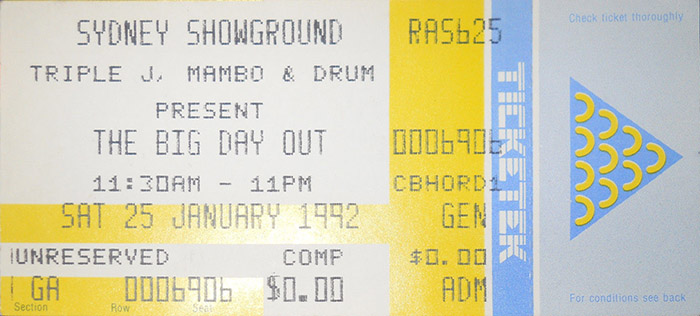 SYDNEY SHOWGROUND RAS625
TRIPLE J, MAMBO & DRUM
PRESENT
THE BIG DAY OUT 0006906
11:30AM - 11PM CBHORD1
SAT 25 JANUARY 1992 GEN
UNRESERVED COMP $0.00
GA 0006906 $0.00 ADM
Section Row Seat
TICKETEK
Check ticket thoroughly
For conditions see back